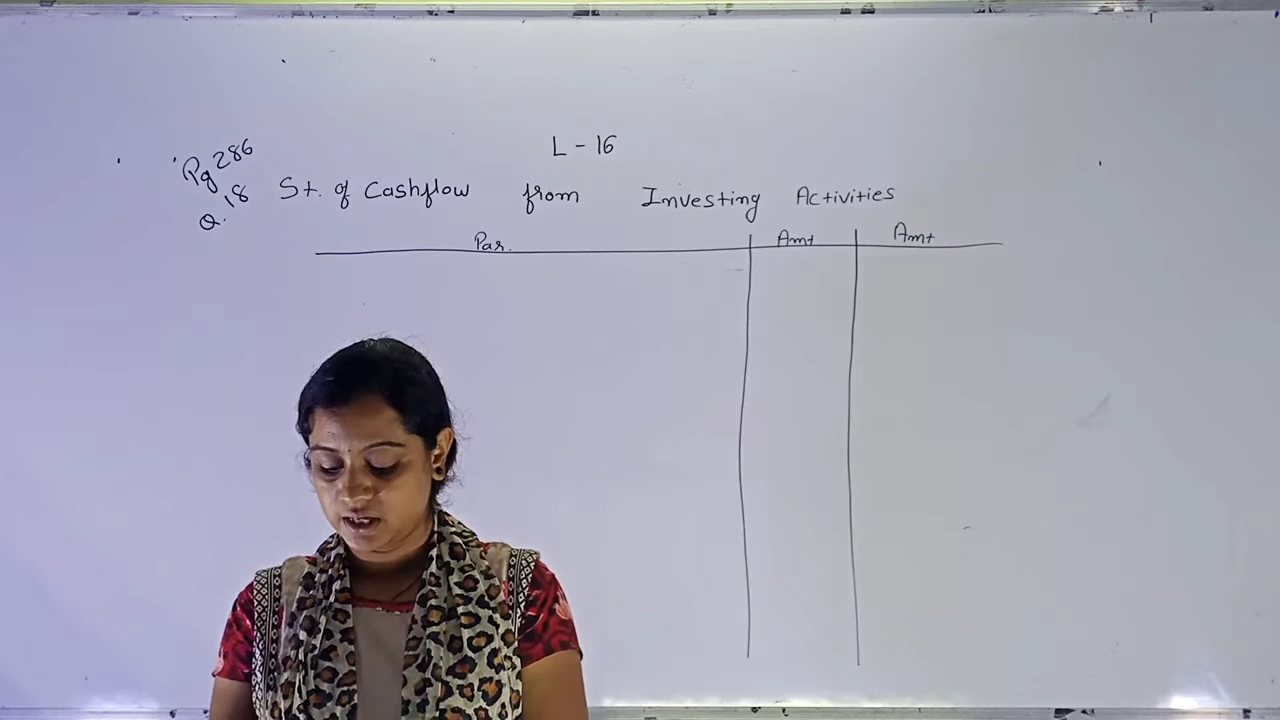 L - 16
Pg 286
Q. 18
St. of Cashflow from Investing Activities
Par. Amt Amt